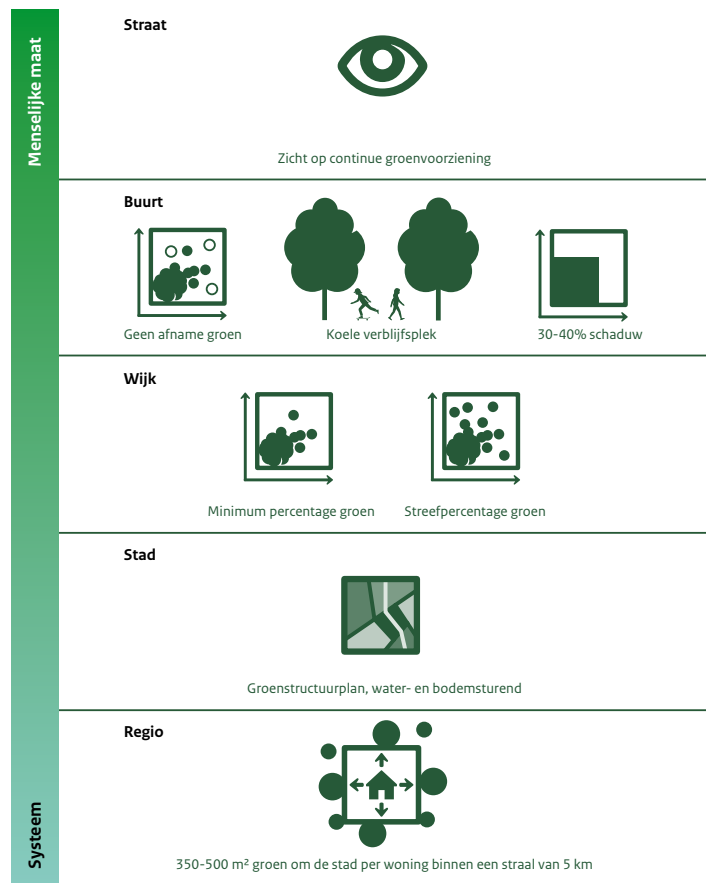 Menselijke maat
Straat
Zicht op continue groenvoorziening
Buurt
Geen afname groen
Koele verblijfsplek
30-40% schaduw
Wijk
Minimum percentage groen
Streefpercentage groen
Stad
Groenstructuurplan, water- en bodemsturend
Regio
350-500 m² groen om de stad per woning binnen een straal van 5 km
Systeem